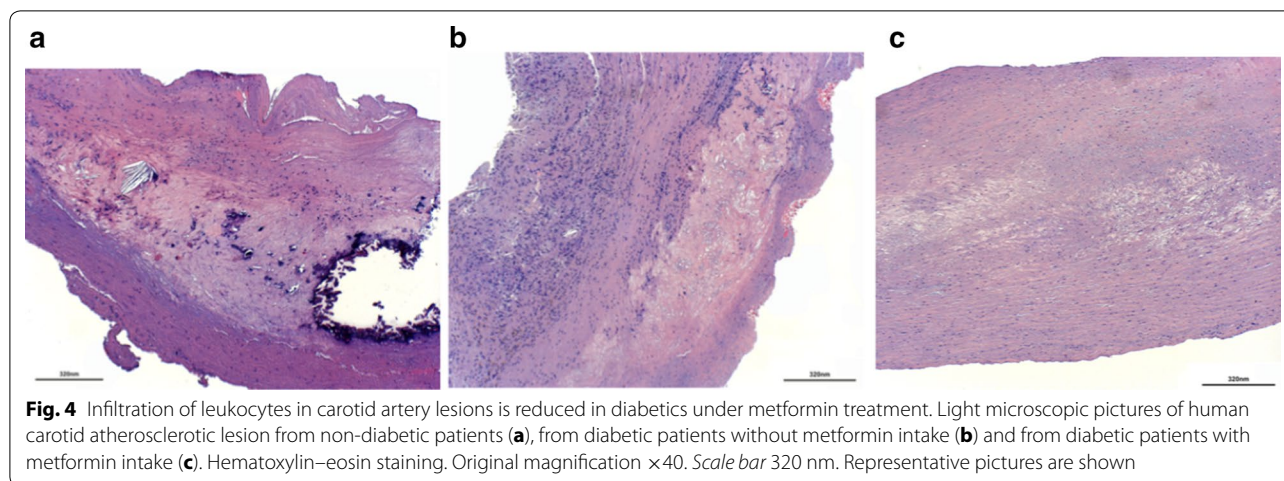 a
b
c
320nm
320nm
320nm
Fig. 4 Infiltration of leukocytes in carotid artery lesions is reduced in diabetics under metformin treatment. Light microscopic pictures of human
carotid atherosclerotic lesion from non-diabetic patients (a), from diabetic patients without metformin intake (b) and from diabetic patients with
metformin intake (c). Hematoxylin–eosin staining. Original magnification ×40. Scale bar 320 nm. Representative pictures are shown